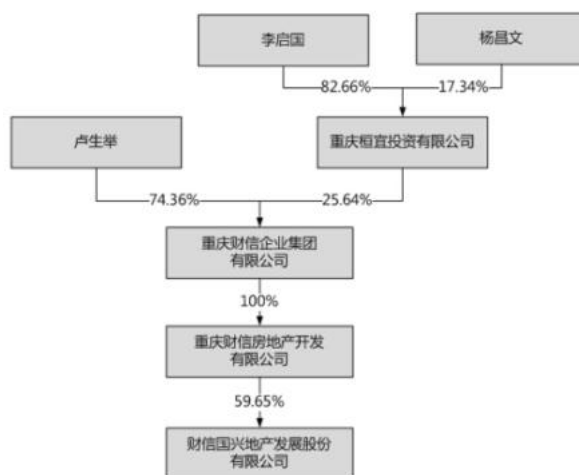 李启国
杨昌文
82.66%
17.34%
卢生举
重庆桓宜投资有限公司
74.36%
25.64%
重庆财信企业集团
有限公司
100%
重庆财信房地产开发
有限公司
59.65%
财信国兴地产发展股份
有限公司